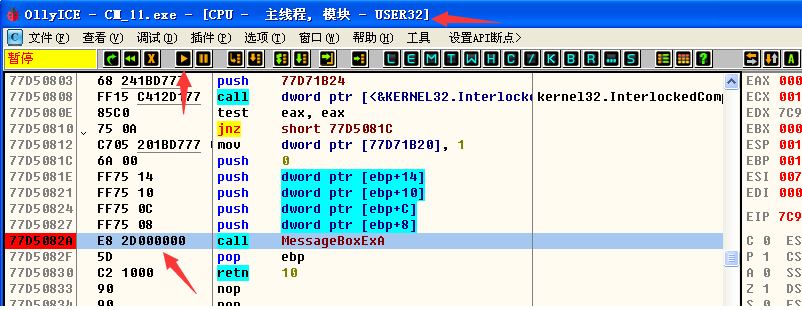 OllyICE - CM_11.exe - [CPU - 主线程, 模块 - USER32]
C 文件(F) 查看(V) 调试(D) 插件(P) 选项(T) 窗口(W) 帮助(H) 工具 设置API断点>
暂停 L E M T W H C P K B R ... S
77D50803 68 241BD777 push 77D71B24 EAX 000
77D50808 FF15 C412D177 call dword ptr [<&KERNEL32.Interlocke kernel32.InterlockedComp ECX 001
77D5080E 85C0 test eax, eax EDX 7C9
77D50810 75 0A jnz short 77D5081C EBX 000
77D50812 C705 201BD777 mov dword ptr [77D71B20], 1 ESP 001
77D5081C 6A 00 push 0 EBP 001
77D5081E FF75 14 push dword ptr [ebp+14] ESI 007
77D50821 FF75 10 push dword ptr [ebp+10] EDI 000
77D50824 FF75 0C push dword ptr [ebp+C]
77D50827 FF75 08 push dword ptr [ebp+8] EIP 7C9
77D5082A E8 2D000000 call MessageBoxExA C 0 ES
77D5082F 5D pop ebp P 1 CS
77D50830 C2 1000 retn 10 A 0 SS
77D50833 90 nop Z 1 DS
77D50834 90 nop